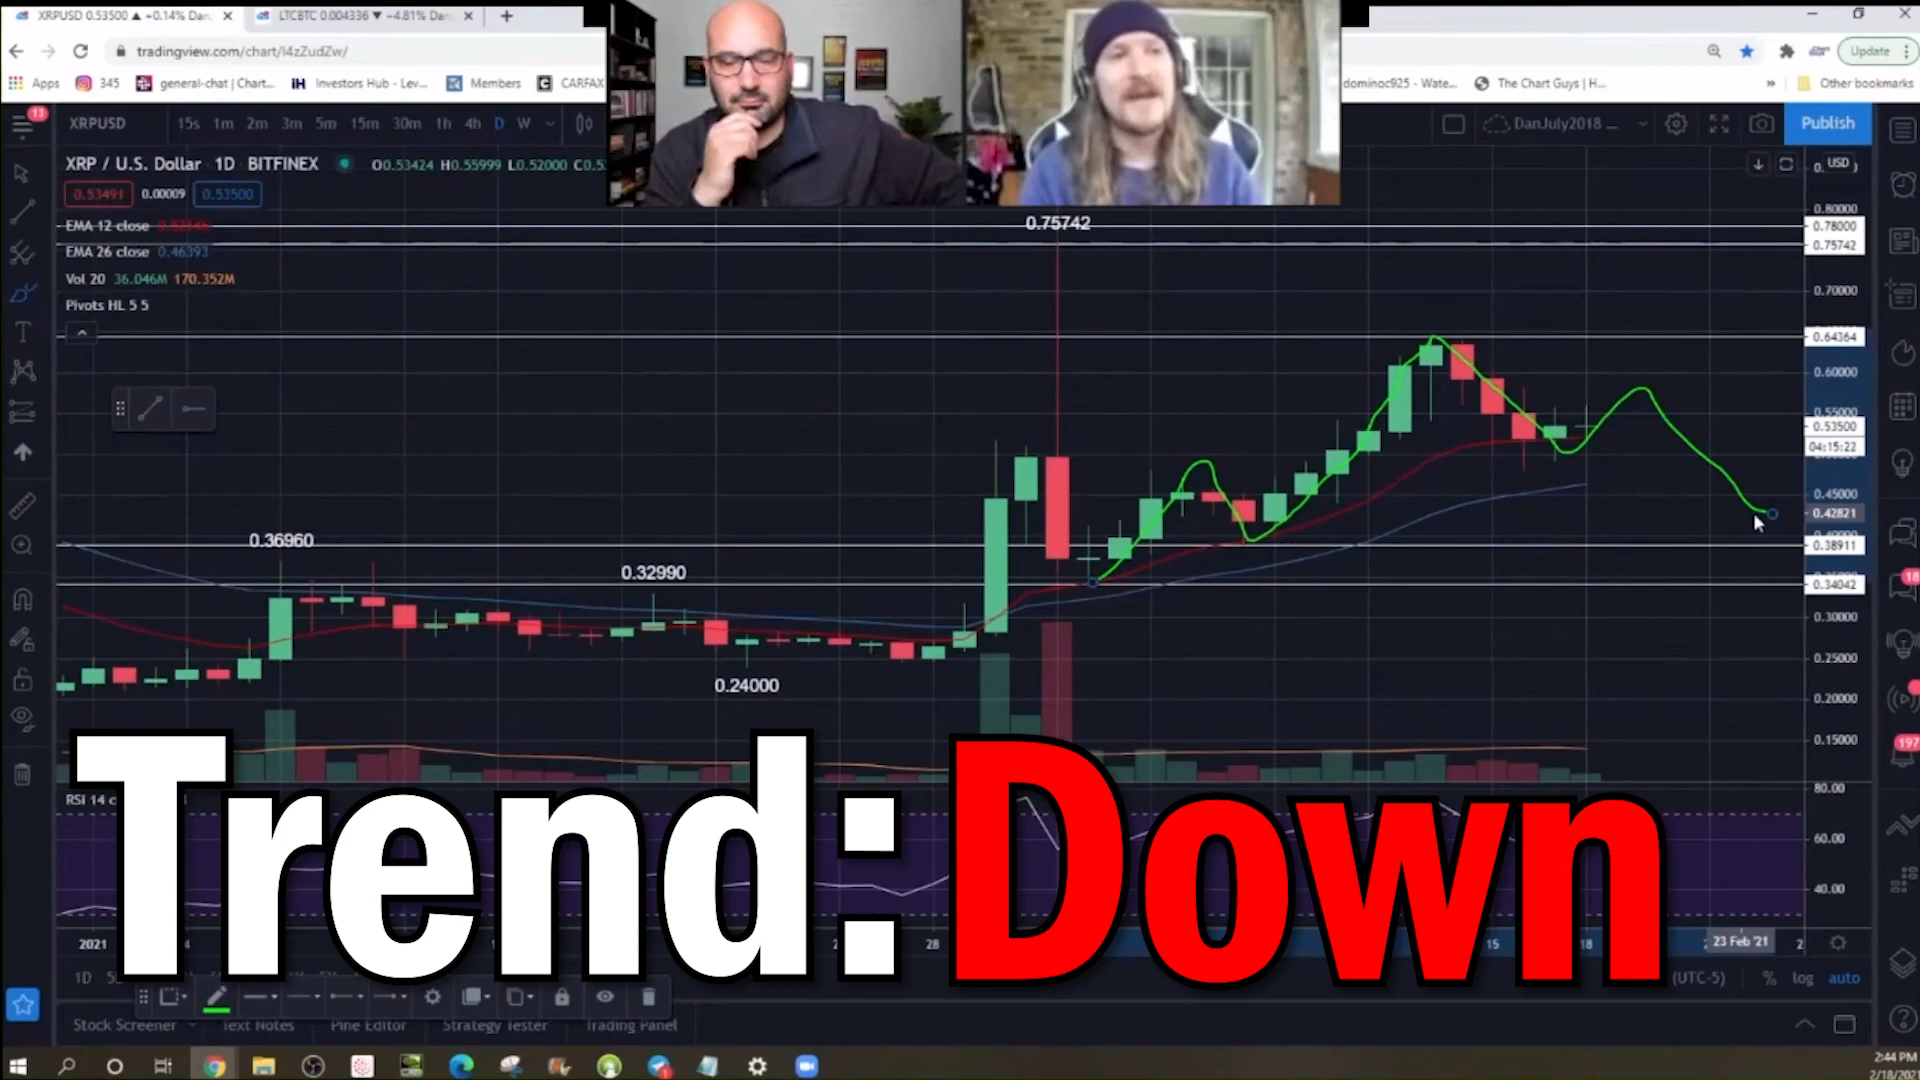 XRPUSD 0.53500 ▲ +0.14% Dan
LTCBTC 0.004336 ▼ −4.81% Dan
tradingview.com/chart/I4zZudZw/
Update
Apps
345
general-chat | Chart...
Investors Hub - Lev...
Members
CARFAX
dominoc925 - Wate...
The Chart Guys | H...
Other bookmarks
13
XRPUSD
15s 1m 2m 3m 5m 15m 30m 1h 4h D W
DanJuly2018 ...
Publish
XRP / U.S. Dollar 1D BITFINEX
O0.53424 H0.55999 L0.52000
0.53491 0.00009 0.53500
EMA 12 close
EMA 26 close 0.46393
Vol 20 36.046M 170.352M
Pivots HL 5 5
USD
0.80000
0.78000
0.75742
0.75742
0.70000
0.64364
0.60000
0.55000
0.53500
04:15:22
0.45000
0.42821
0.38911
0.34042
0.30000
0.25000
0.20000
0.15000
0.36960
0.32990
0.24000
18
197
RSI 14
80.00
60.00
40.00
Trend: Down
2021
28
15
18
23 Feb '21
1D
(UTC-5)
%
log
auto
Stock Screener
Text Notes
Pine Editor
Strategy Tester
Trading Panel
2:44 PM
2/18/2021